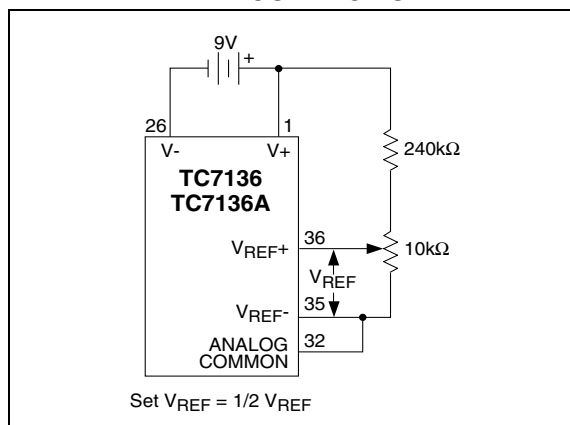 9V
+
26
1
V-
V+
240kΩ
TC7136
TC7136A
VREF+
36
10kΩ
VREF
35
VREF-
ANALOG
COMMON
32
Set VREF = 1/2 VREF